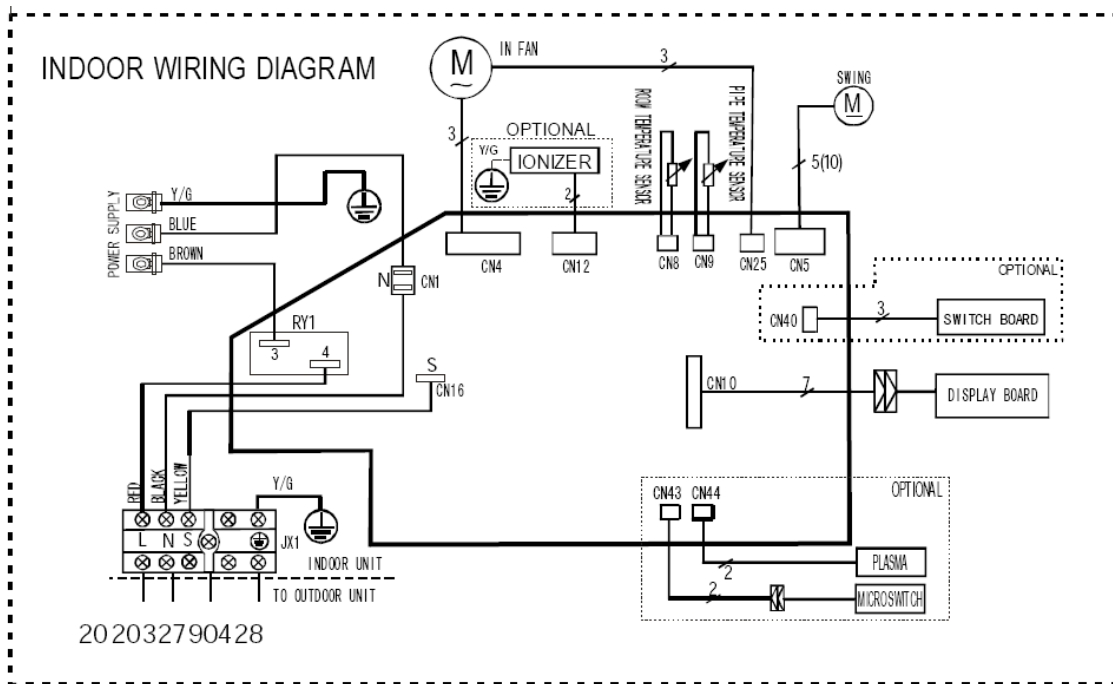 INDOOR WIRING DIAGRAM
M
IN FAN
3
3
OPTIONAL
Y/G
IONIZER
2
ROOM TEMPERATURE SENSOR
PIPE TEMPERATURE SENSOR
SWING
M
5(10)
POWER SUPPLY
Y/G
BLUE
BROWN
CN4
CN12
CN8
CN9
CN25
CN5
N
CN1
OPTIONAL
CN40
3
SWITCH BOARD
RY1
3
4
S
CN16
CN10
7
DISPLAY BOARD
RED
BLACK
YELLOW
Y/G
L N S
JX1
INDOOR UNIT
TO OUTDOOR UNIT
OPTIONAL
CN43
CN44
2
PLASMA
2
MICROSWITCH
202032790428